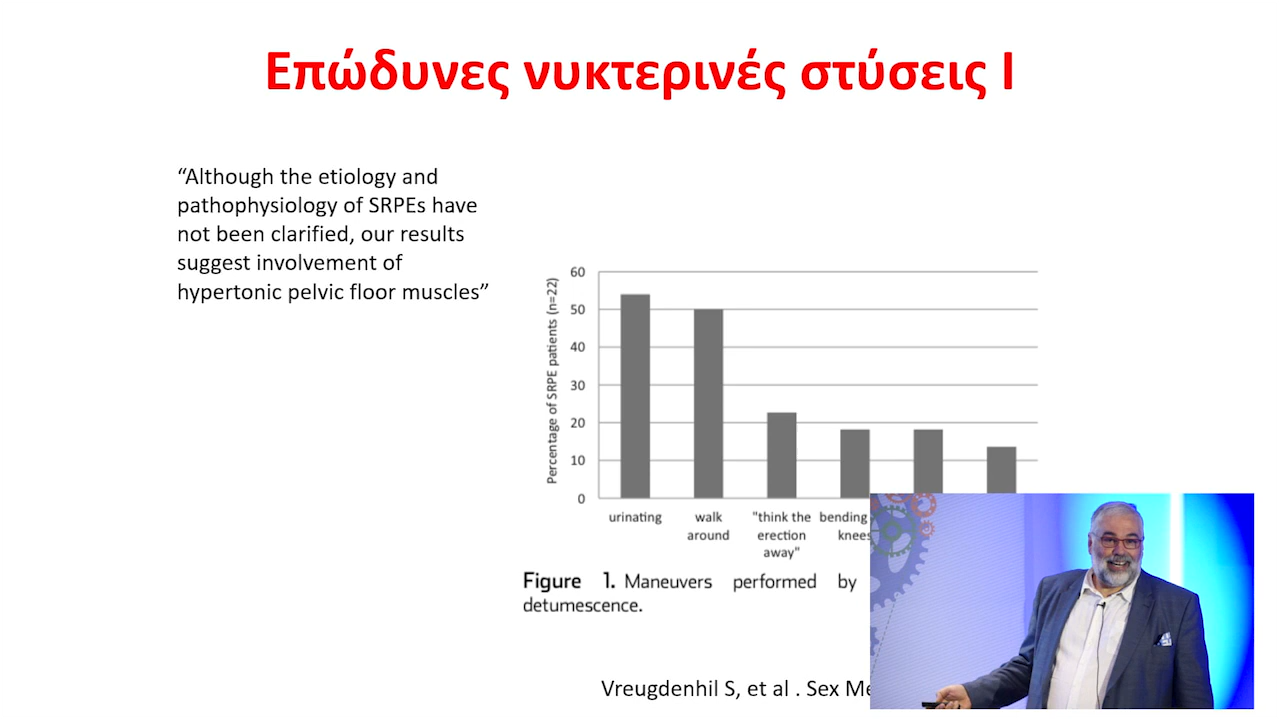 Επώδυνες νυκτερινές στύσεις Ι
“Although the etiology and
pathophysiology of SRPEs have
not been clarified, our results
suggest involvement of
hypertonic pelvic floor muscles”
Percentage of SRPE patients (n=22)
60
50
40
30
20
10
0
urinating
walk
around
"think the
erection
away"
bending
knees
Figure 1. Maneuvers performed by
detumescence.
Vreugdenhil S, et al . Sex